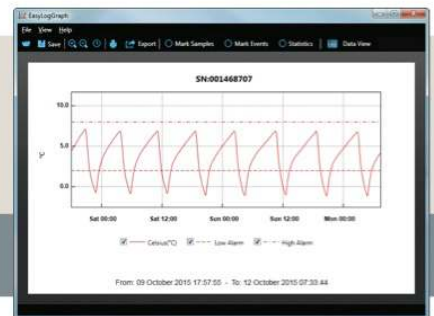 EasyLogGraph
File View Help
Save Export Mark Samples Mark Events Statistics Data View
SN:001468707
10.0
5.0
0.0
°C
Sat 00:00 Sat 12:00 Sun 00:00 Sun 12:00 Mon 00:00
Celsius(°C) Low Alarm High Alarm
From: 09 October 2015 17:57:55 - To: 12 October 2015 07:33:44